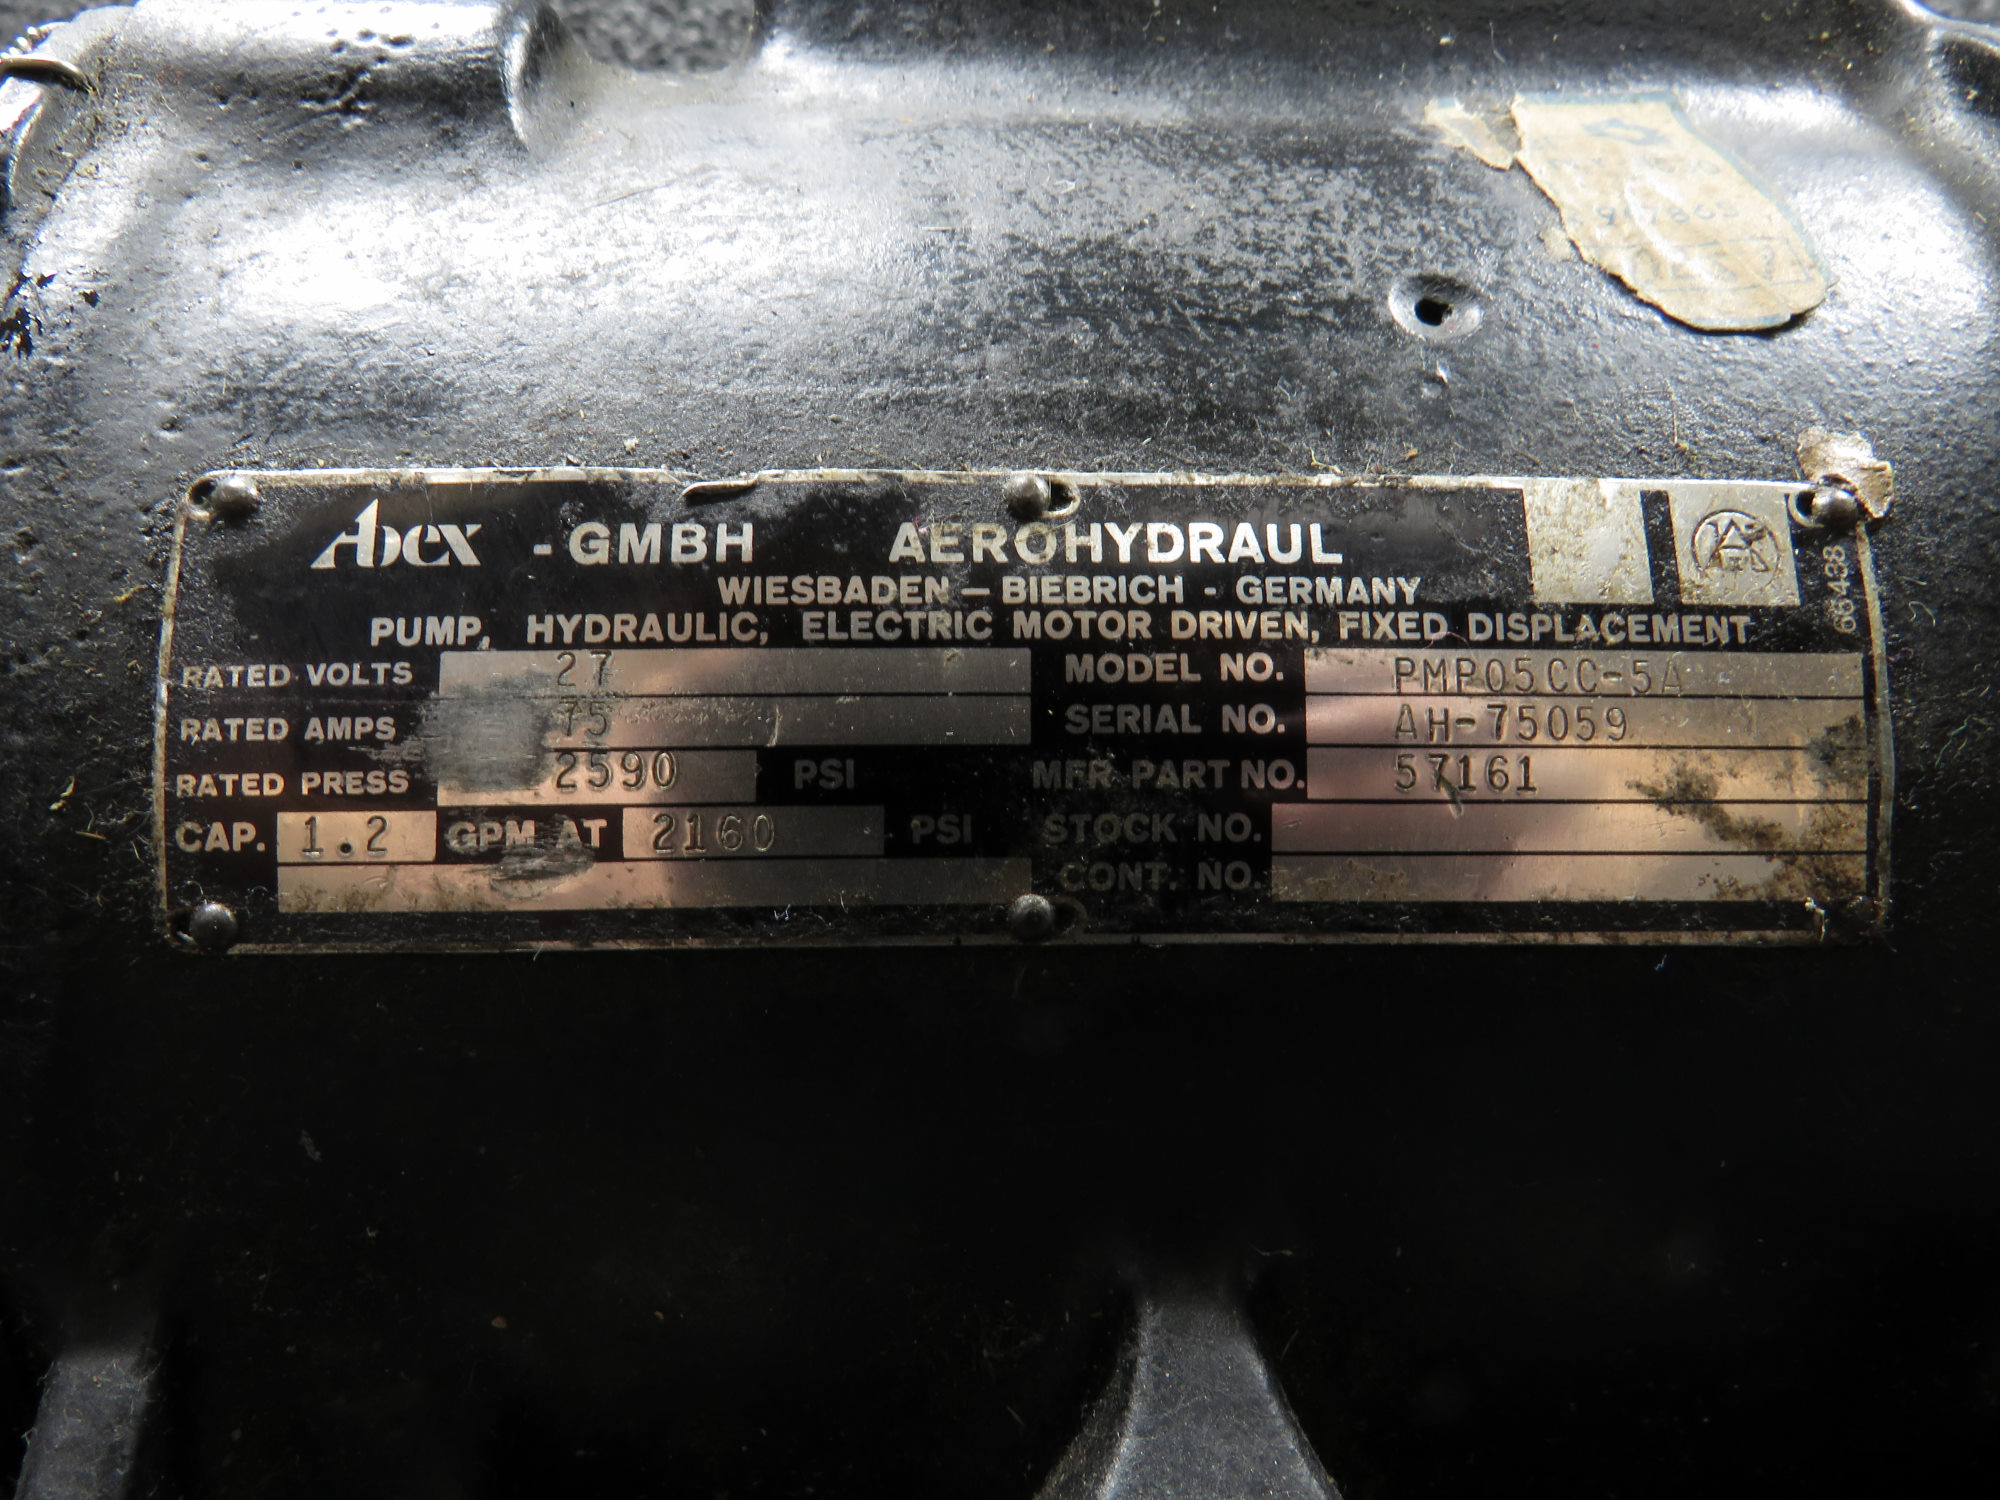 Abex - GMBH AEROHYDRAUL
WIESBADEN – BIEBRICH - GERMANY
PUMP, HYDRAULIC, ELECTRIC MOTOR DRIVEN, FIXED DISPLACEMENT
RATED VOLTS 27
RATED AMPS 75
RATED PRESS 2590 PSI
CAP. 1.2 GPM AT 2160 PSI
MODEL NO. PMP05CC-5A
SERIAL NO. AH-75059
MFR PART NO. 57161
STOCK NO.
CONT. NO.
66438